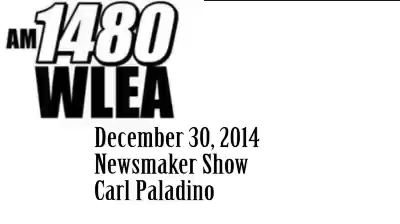 AM 1480
WLEA
December 30, 2014
Newsmaker Show
Carl Paladino